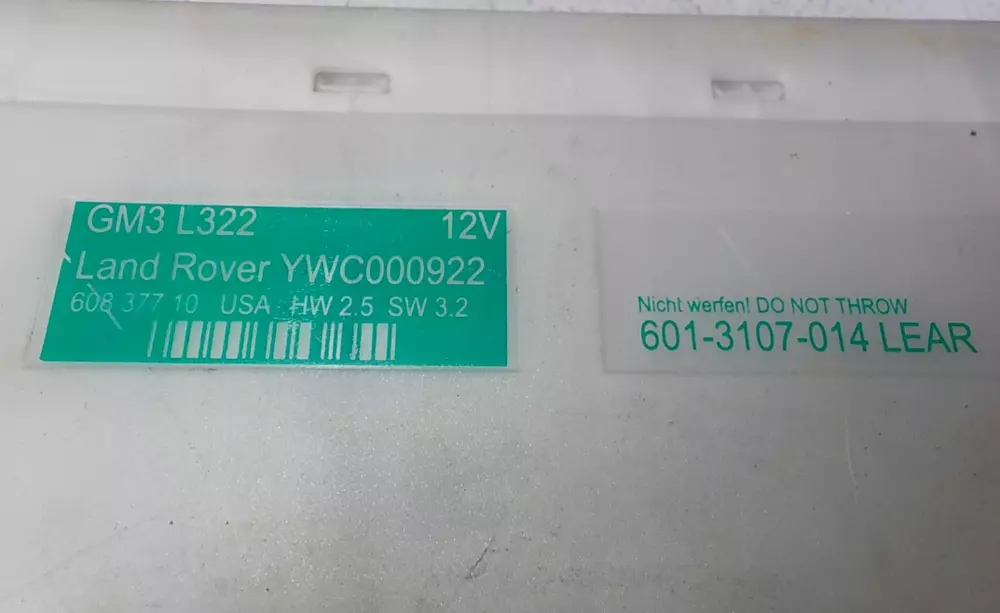 GM3 L322 12V
Land Rover YWC000922
608 377 10 USA HW 2.5 SW 3.2
Nicht werfen! DO NOT THROW
601-3107-014 LEAR